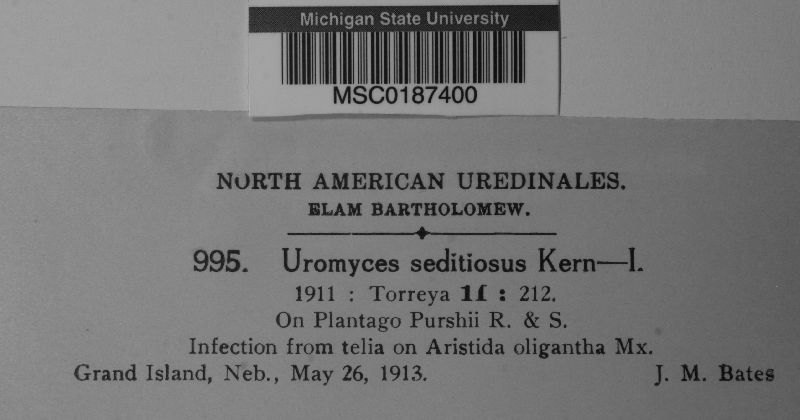 Michigan State University
MSC0187400
NORTH AMERICAN UREDINALES.
ELAM BARTHOLOMEW.
995. Uromyces seditiosus Kern—I.
1911 : Torreya 11 : 212.
On Plantago Purshii R. & S.
Infection from telia on Aristida oligantha Mx.
Grand Island, Neb., May 26, 1913. J. M. Bates